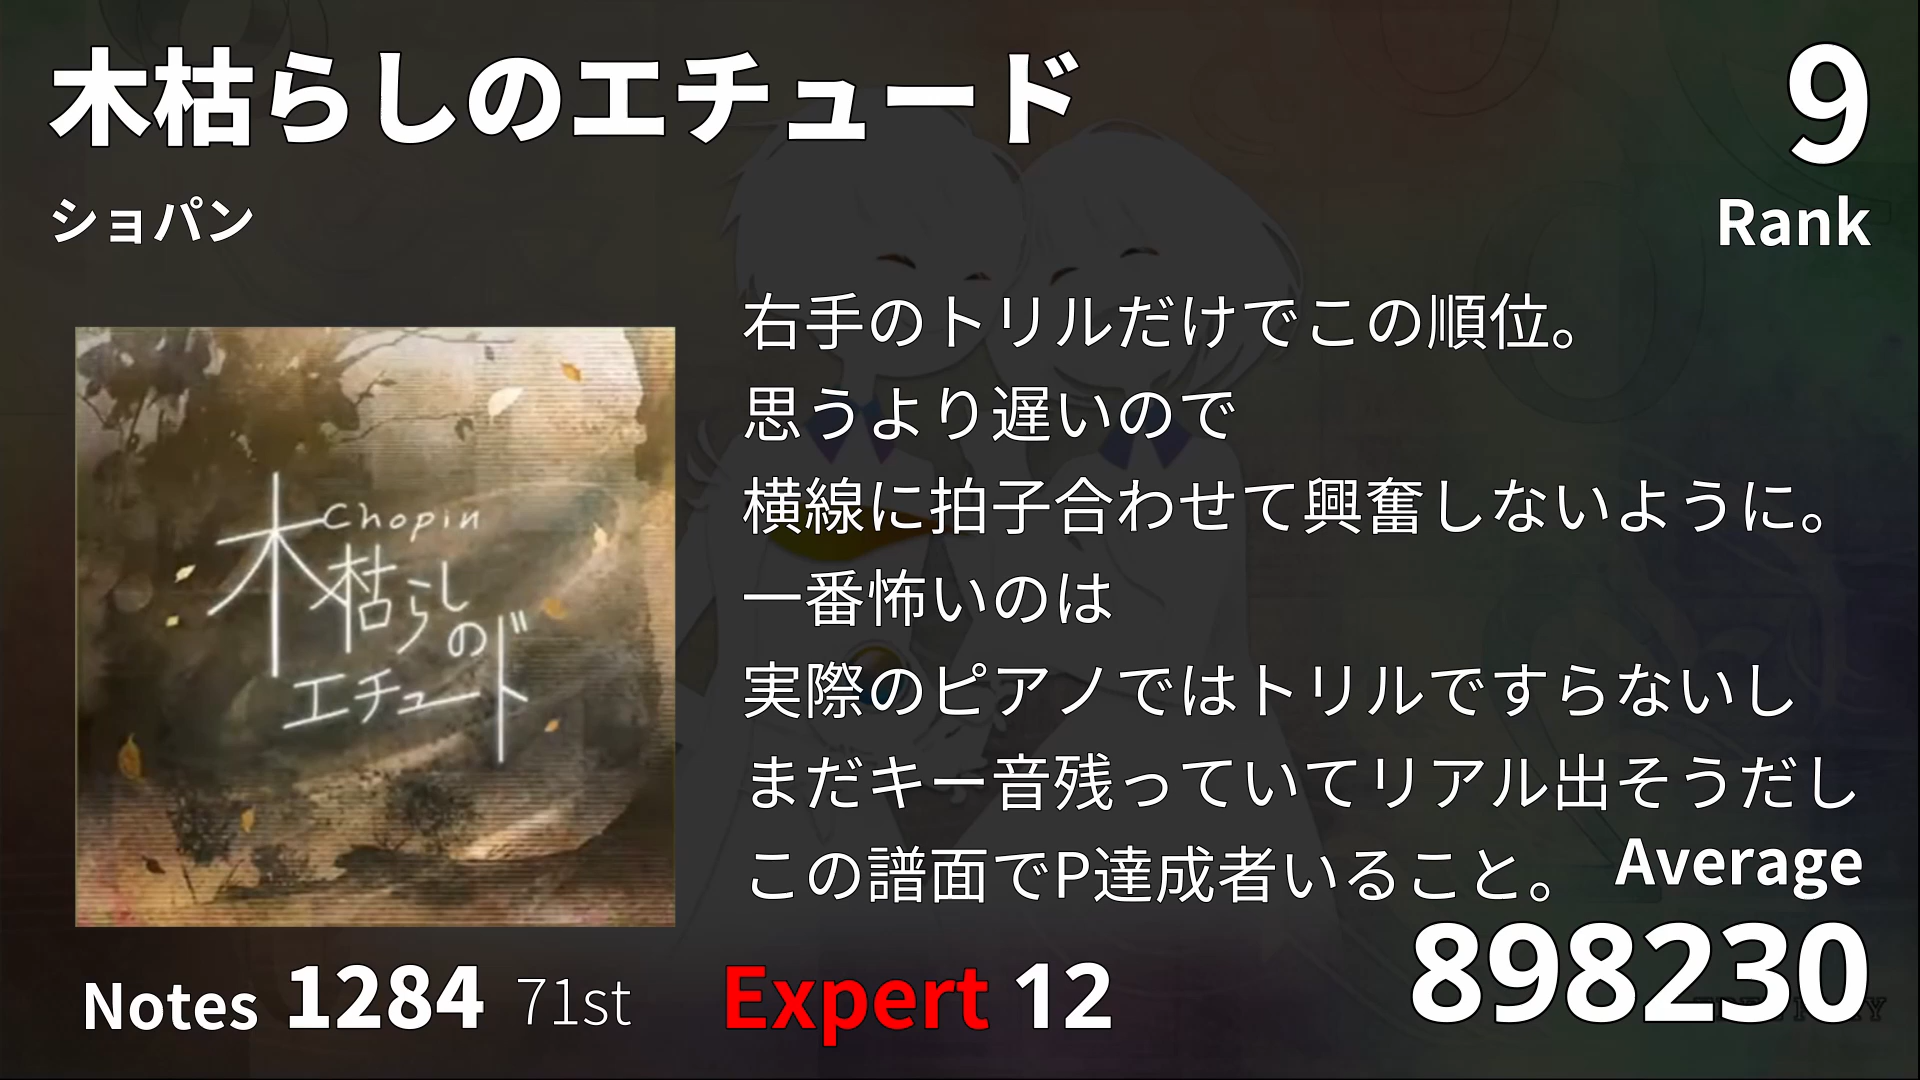 木枯らしのエチュード
9
ショパン
Rank
右手のトリルだけでこの順位。
思うより遅いので
横線に拍子合わせて興奮しないように。
一番怖いのは
実際のピアノではトリルですらないし
まだキー音残っていてリアル出そうだし
この譜面でP達成者いること。
Chopin
木枯らし
の
エチュード
Average
898230
Notes 1284 71st
Expert 12